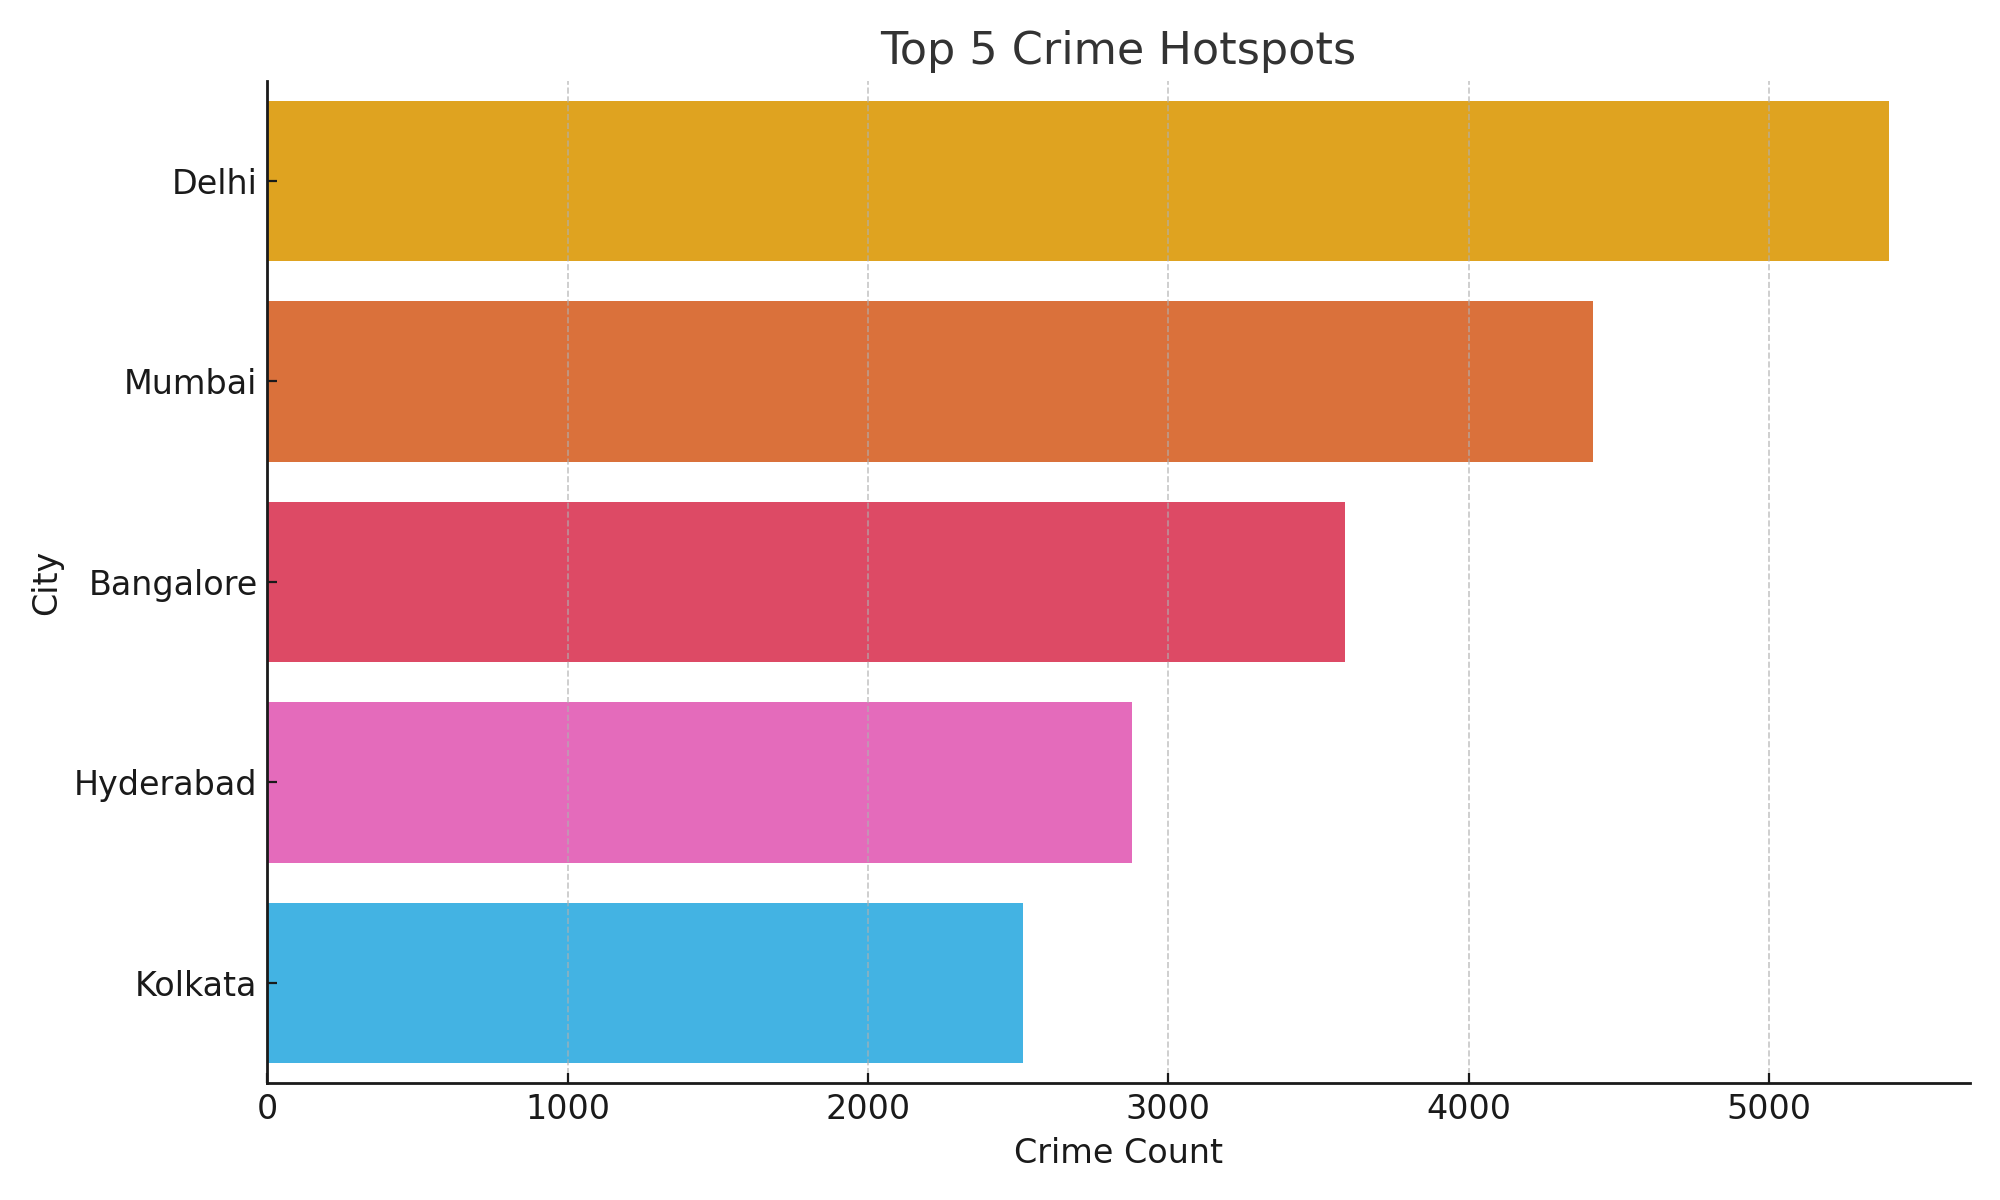 Top 5 Crime Hotspots
Delhi
Mumbai
Bangalore
Hyderabad
Kolkata
City
0 1000 2000 3000 4000 5000
Crime Count